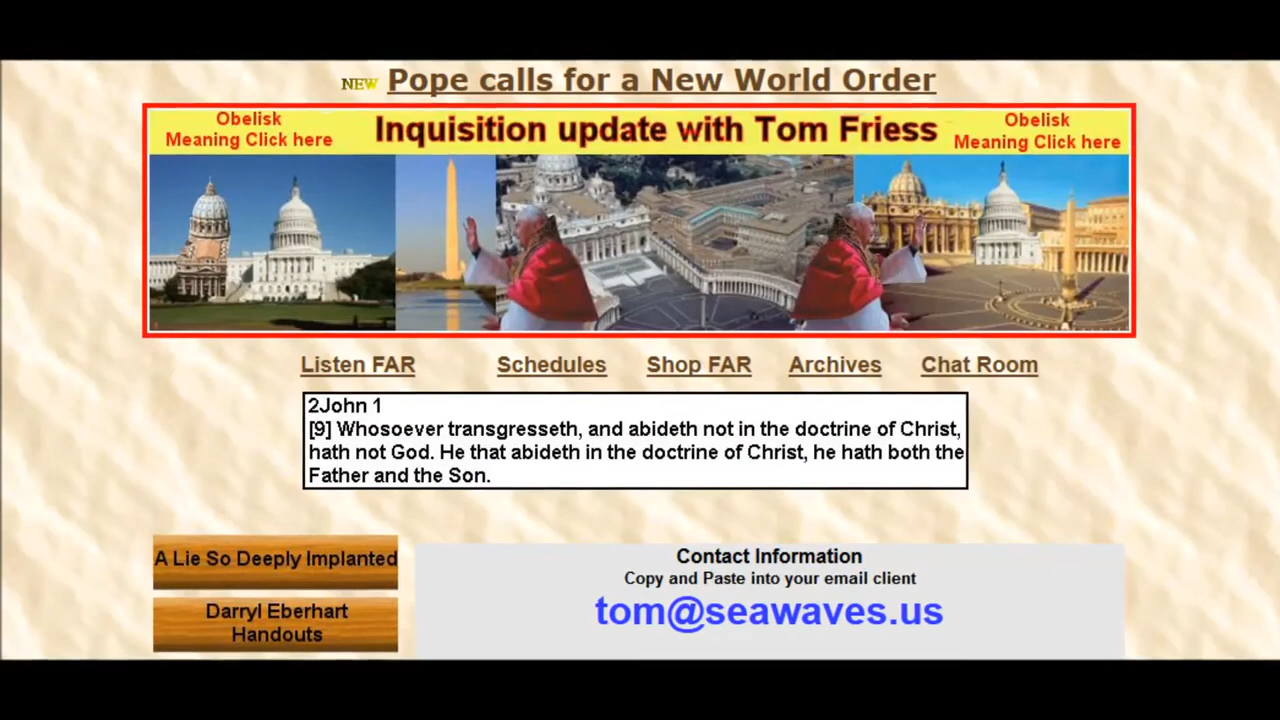 NEW Pope calls for a New World Order
Obelisk
Meaning Click here
Inquisition update with Tom Friess
Obelisk
Meaning Click here
Listen FAR Schedules Shop FAR Archives Chat Room
2John 1
[9] Whosoever transgresseth, and abideth not in the doctrine of Christ,
hath not God. He that abideth in the doctrine of Christ, he hath both the
Father and the Son.
A Lie So Deeply Implanted
Darryl Eberhart
Handouts
Contact Information
Copy and Paste into your email client
tom@seawaves.us